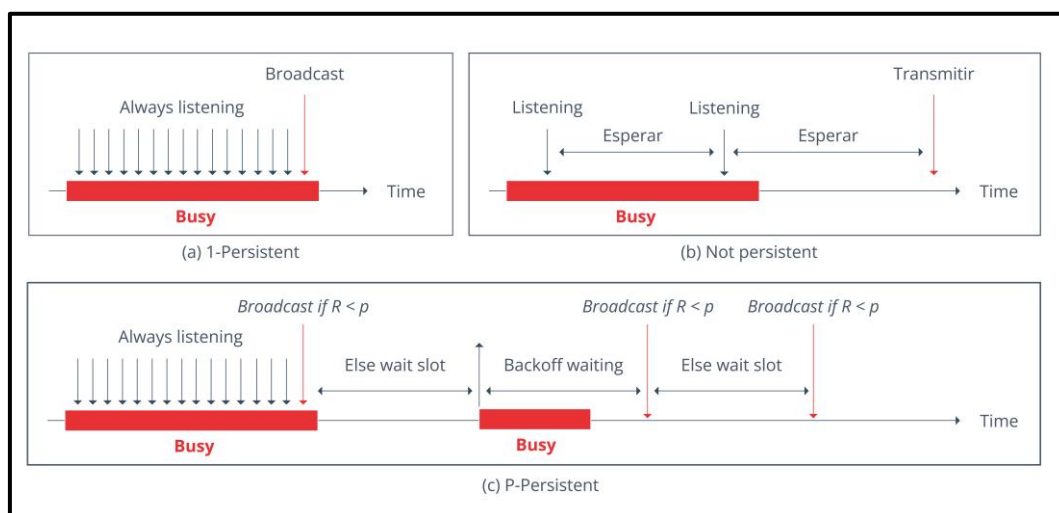 Broadcast
Always listening
Time
Busy
(a) 1-Persistent
Transmitir
Listening
Listening
Esperar
Esperar
Time
Busy
(b) Not persistent
Broadcast if R < p
Broadcast if R < p
Broadcast if R < p
Always listening
Else wait slot
Backoff waiting
Else wait slot
Time
Busy
Busy
(c) P-Persistent